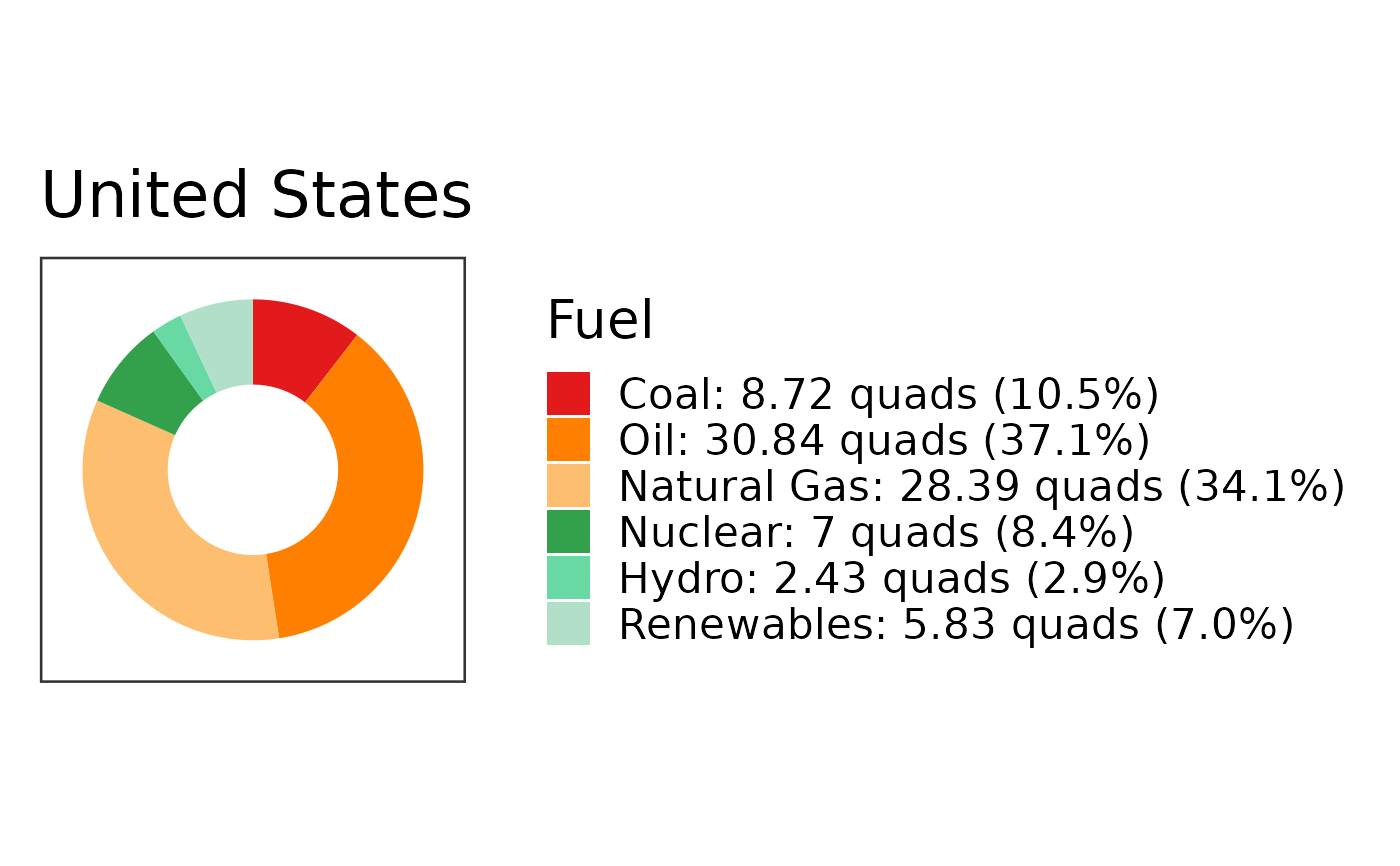 United States
Fuel
Coal: 8.72 quads (10.5%)
Oil: 30.84 quads (37.1%)
Natural Gas: 28.39 quads (34.1%)
Nuclear: 7 quads (8.4%)
Hydro: 2.43 quads (2.9%)
Renewables: 5.83 quads (7.0%)